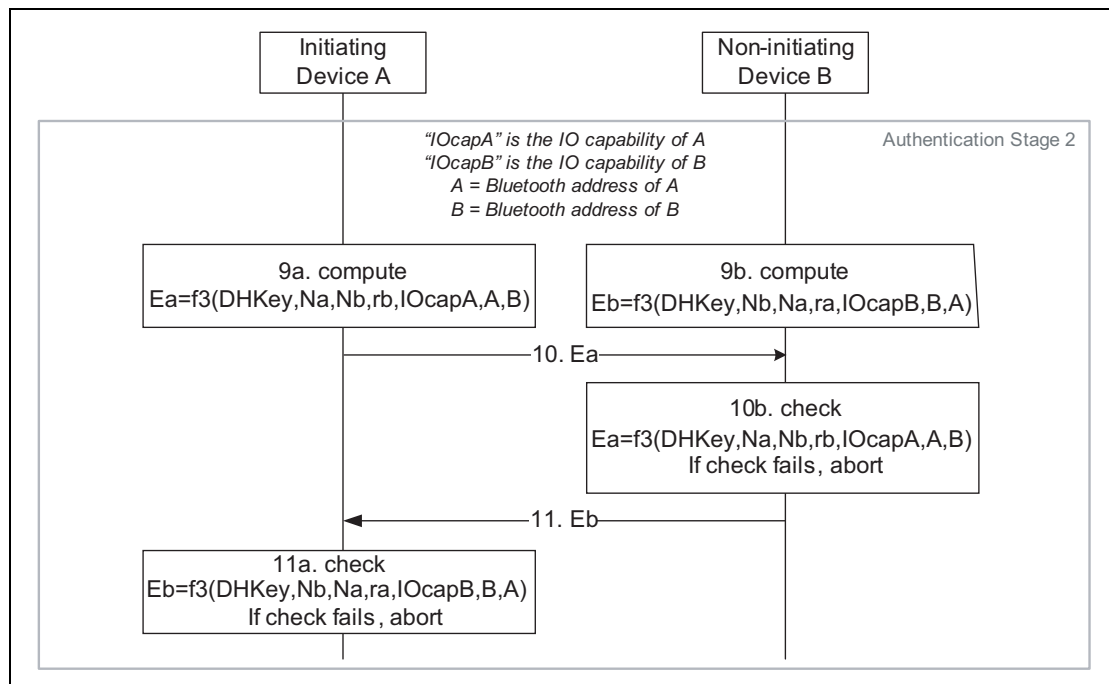 Initiating
Device A
Non-initiating
Device B
Authentication Stage 2
“IOcapA” is the IO capability of A
“IOcapB” is the IO capability of B
A = Bluetooth address of A
B = Bluetooth address of B
9a. compute
Ea=f3(DHKey,Na,Nb,rb,IOcapA,A,B)
9b. compute
Eb=f3(DHKey,Nb,Na,ra,IOcapB,B,A)
10. Ea
10b. check
Ea=f3(DHKey,Na,Nb,rb,IOcapA,A,B)
If check fails, abort
11. Eb
11a. check
Eb=f3(DHKey,Nb,Na,ra,IOcapB,B,A)
If check fails, abort